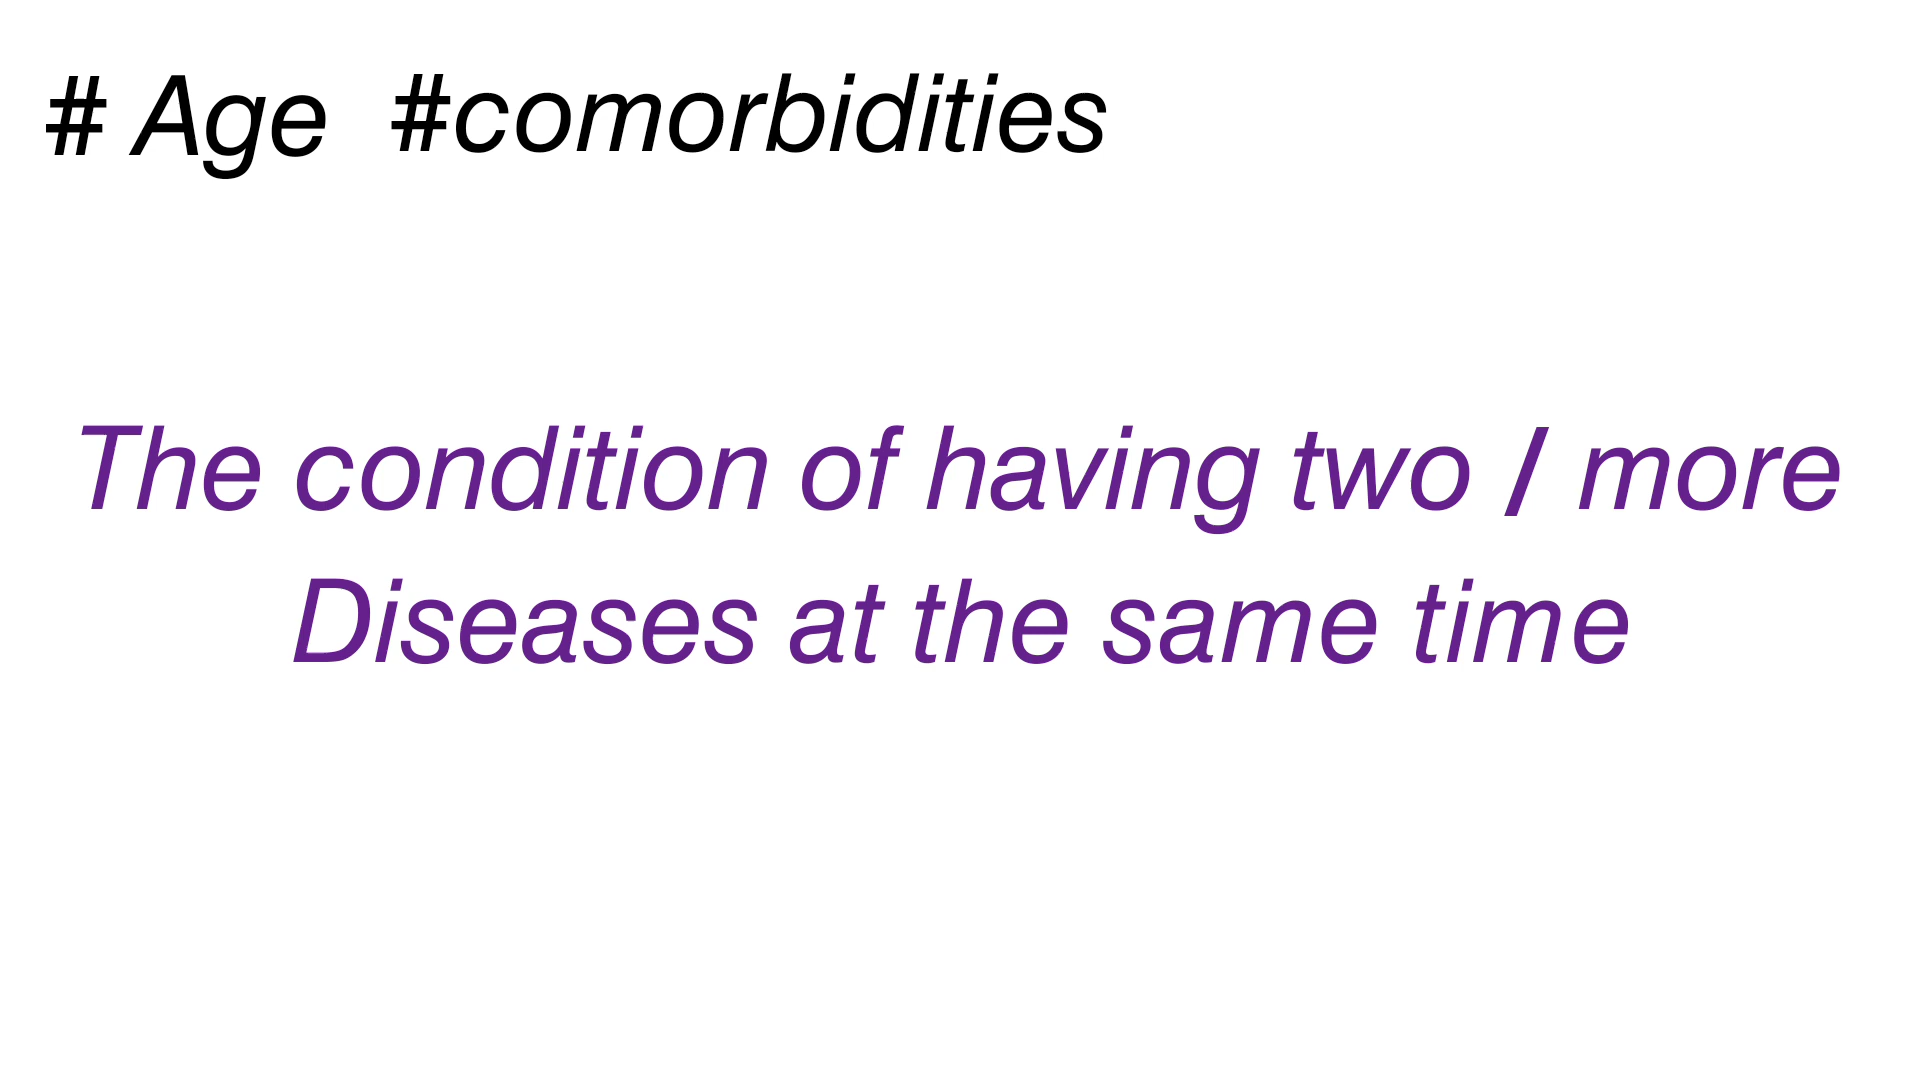 # Age #comorbidities
The condition of having two / more
Diseases at the same time